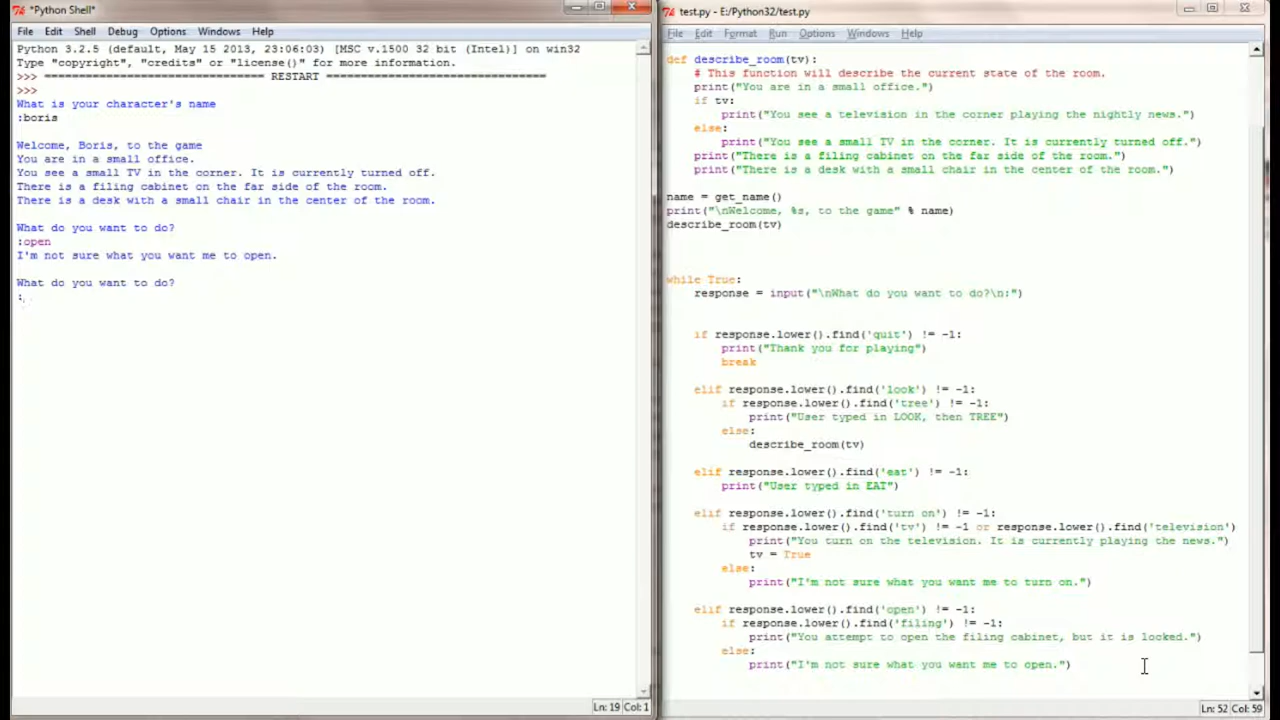 *Python Shell*
File Edit Shell Debug Options Windows Help
Python 3.2.5 (default, May 15 2013, 23:06:03) [MSC v.1500 32 bit (Intel)] on win32
Type "copyright", "credits" or "license()" for more information.
>>> ================================ RESTART ================================
>>>
What is your character's name
:boris
Welcome, Boris, to the game
You are in a small office.
You see a small TV in the corner. It is currently turned off.
There is a filing cabinet on the far side of the room.
There is a desk with a small chair in the center of the room.
What do you want to do?
:open
I'm not sure what you want me to open.
What do you want to do?
:
Ln: 19 Col: 1
test.py - E:/Python32/test.py
File Edit Format Run Options Windows Help
def describe_room(tv):
    # This function will describe the current state of the room.
    print("You are in a small office.")
    if tv:
        print("You see a television in the corner playing the nightly news.")
    else:
        print("You see a small TV in the corner. It is currently turned off.")
    print("There is a filing cabinet on the far side of the room.")
    print("There is a desk with a small chair in the center of the room.")
name = get_name()
print("\nWelcome, %s, to the game" % name)
describe_room(tv)
while True:
    response = input("\nWhat do you want to do?\n:")
    if response.lower().find('quit') != -1:
        print("Thank you for playing")
        break
    elif response.lower().find('look') != -1:
        if response.lower().find('tree') != -1:
            print("User typed in LOOK, then TREE")
        else:
            describe_room(tv)
    elif response.lower().find('eat') != -1:
        print("User typed in EAT")
    elif response.lower().find('turn on') != -1:
        if response.lower().find('tv') != -1 or response.lower().find('television')
            print("You turn on the television. It is currently playing the news.")
            tv = True
        else:
            print("I'm not sure what you want me to turn on.")
    elif response.lower().find('open') != -1:
        if response.lower().find('filing') != -1:
            print("You attempt to open the filing cabinet, but it is locked.")
        else:
            print("I'm not sure what you want me to open.")
Ln: 52 Col: 59